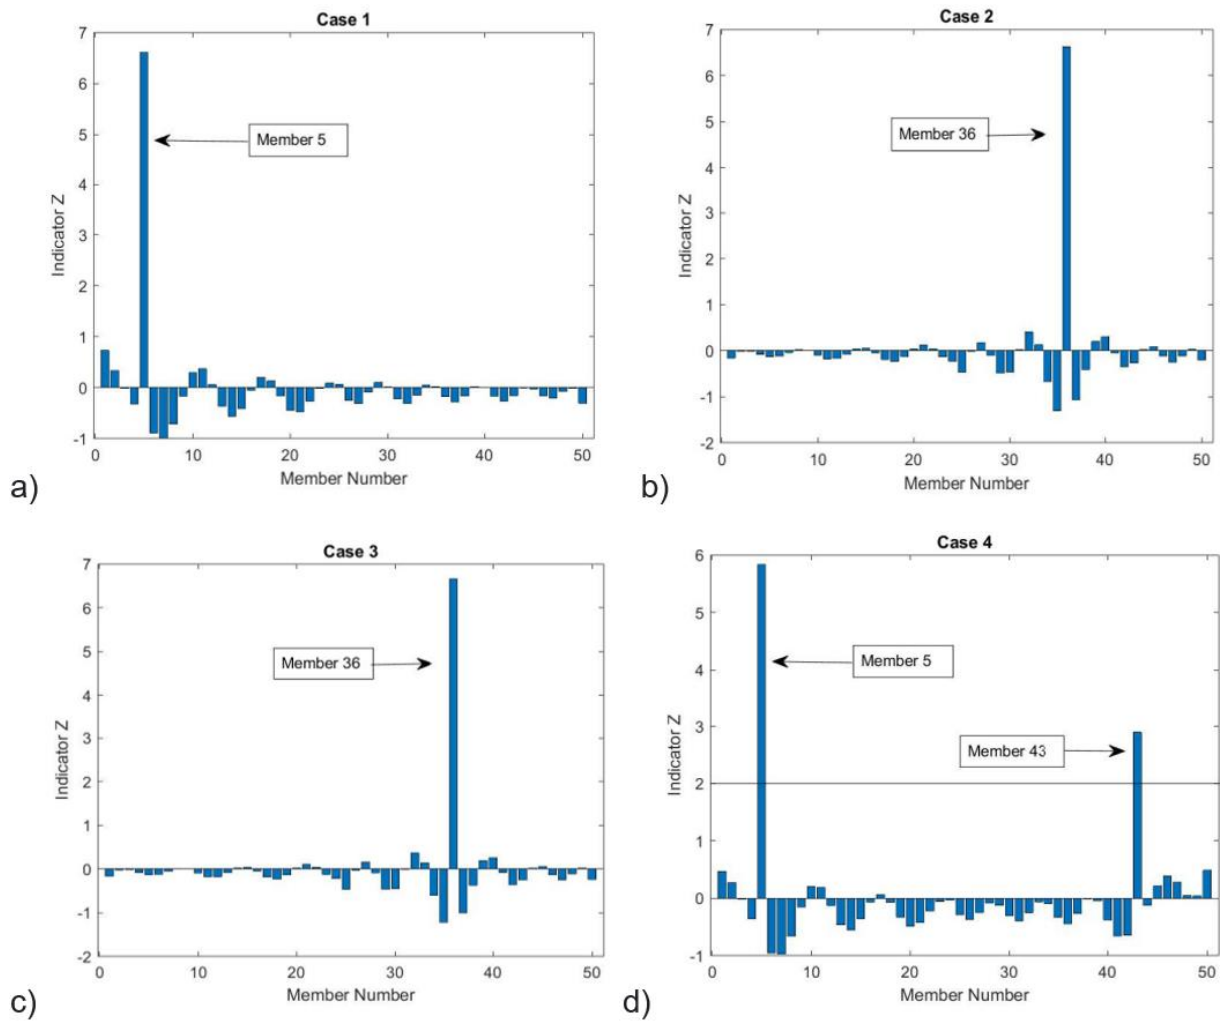 Case 1
7
6
5
4
3
2
1
0
-1
Indicator Z
Member 5
0 10 20 30 40 50
Member Number
a)
Case 2
7
6
5
4
3
2
1
0
-1
-2
Indicator Z
Member 36
0 10 20 30 40 50
Member Number
b)
Case 3
7
6
5
4
3
2
1
0
-1
-2
Indicator Z
Member 36
0 10 20 30 40 50
Member Number
c)
Case 4
6
5
4
3
2
1
0
-1
Indicator Z
Member 5
Member 43
0 10 20 30 40 50
Member Number
d)